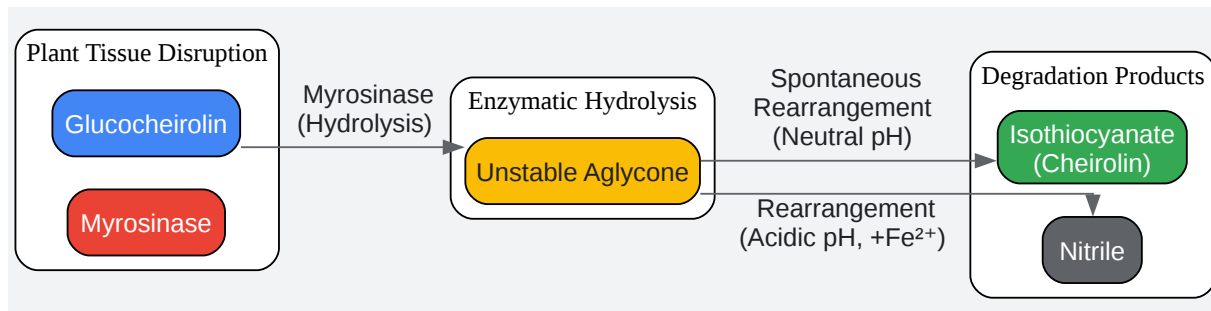 Plant Tissue Disruption
Glucocheirolin
Myrosinase
Myrosinase
(Hydrolysis)
Enzymatic Hydrolysis
Unstable Aglycone
Spontaneous
Rearrangement
(Neutral pH)
Rearrangement
(Acidic pH, +Fe²⁺)
Degradation Products
Isothiocyanate
(Cheirolin)
Nitrile